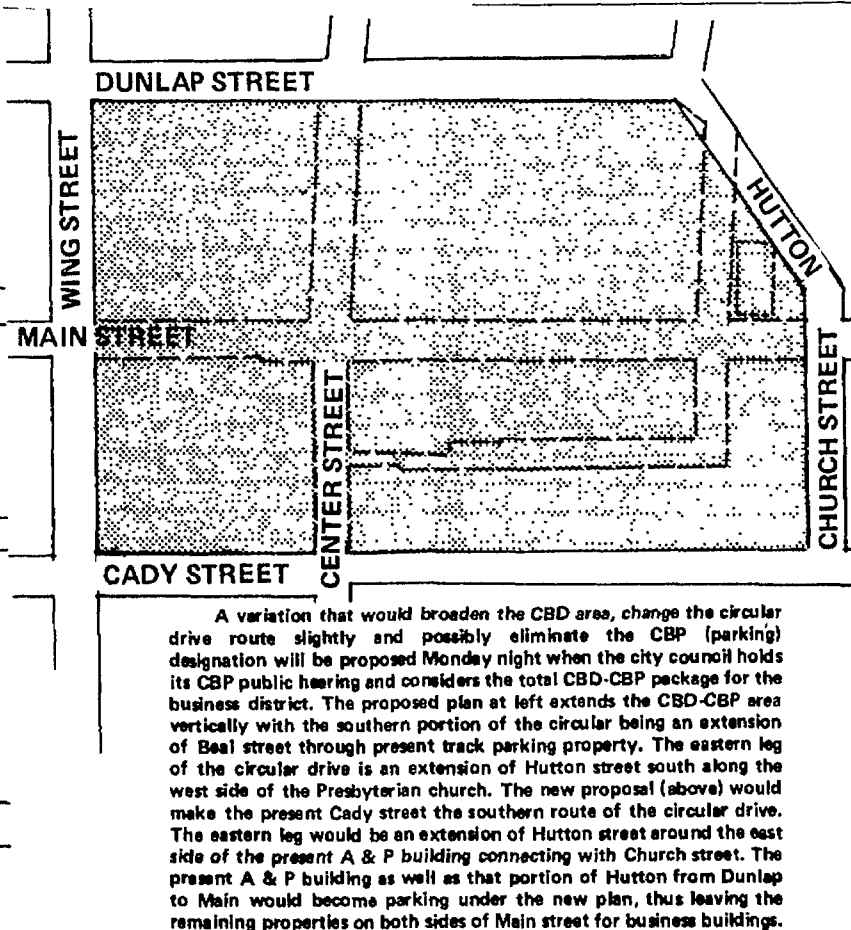 DUNLAP STREET
WING STREET
HUTTON
MAIN STREET
CENTER STREET
CHURCH STREET
CADY STREET
A variation that would broaden the CBD area, change the circular
drive route slightly and possibly eliminate the CBP (parking)
designation will be proposed Monday night when the city council holds
its CBP public hearing and considers the total CBD-CBP package for the
business district. The proposed plan at left extends the CBD-CBP area
vertically with the southern portion of the circular being an extension
of Beal street through present track parking property. The eastern leg
of the circular drive is an extension of Hutton street south along the
west side of the Presbyterian church. The new proposal (above) would
make the present Cady street the southern route of the circular drive.
The eastern leg would be an extension of Hutton street around the east
side of the present A & P building connecting with Church street. The
present A & P building as well as that portion of Hutton from Dunlap
to Main would become parking under the new plan, thus leaving the
remaining properties on both sides of Main street for business buildings.